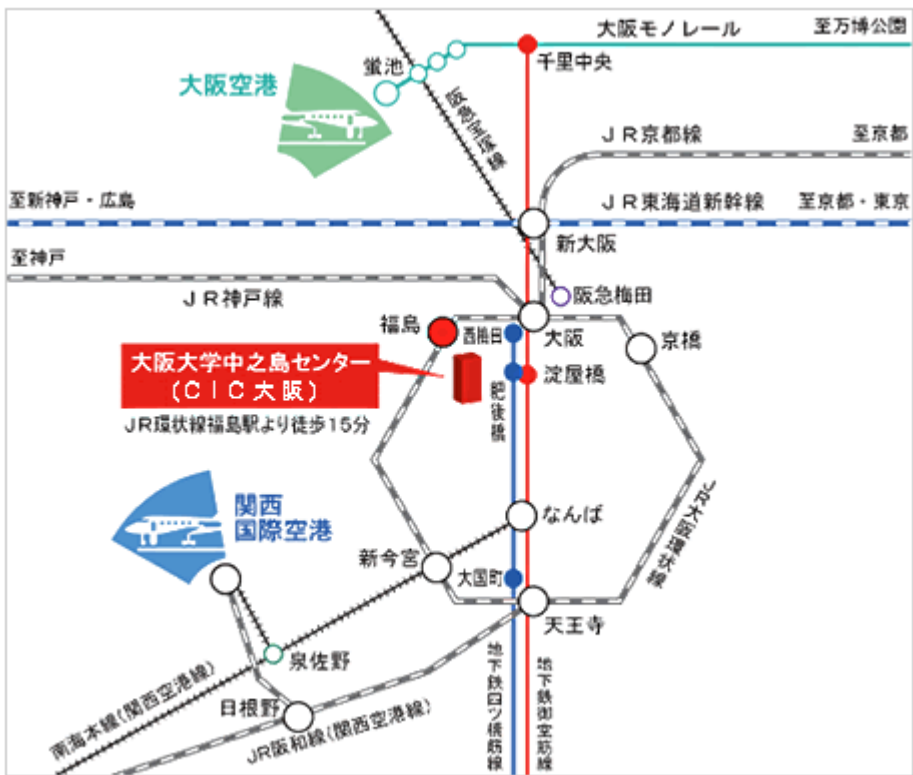 大阪モノレール
至万博公園
蛍池
千里中央
大阪空港
阪急宝塚線
JR京都線
至京都
至新神戸・広島
JR東海道新幹線
至京都・東京
新大阪
至神戸
JR神戸線
阪急梅田
福島
西梅田
大阪
京橋
大阪大学中之島センター
(CIC大阪)
淀屋橋
肥後橋
JR環状線福島駅より徒歩15分
関西
国際空港
なんば
JR大阪環状線
新今宮
大国町
天王寺
泉佐野
日根野
南海本線(関西空港線)
JR阪和線(関西空港線)
地下鉄四ツ橋筋線
地下鉄御堂筋線